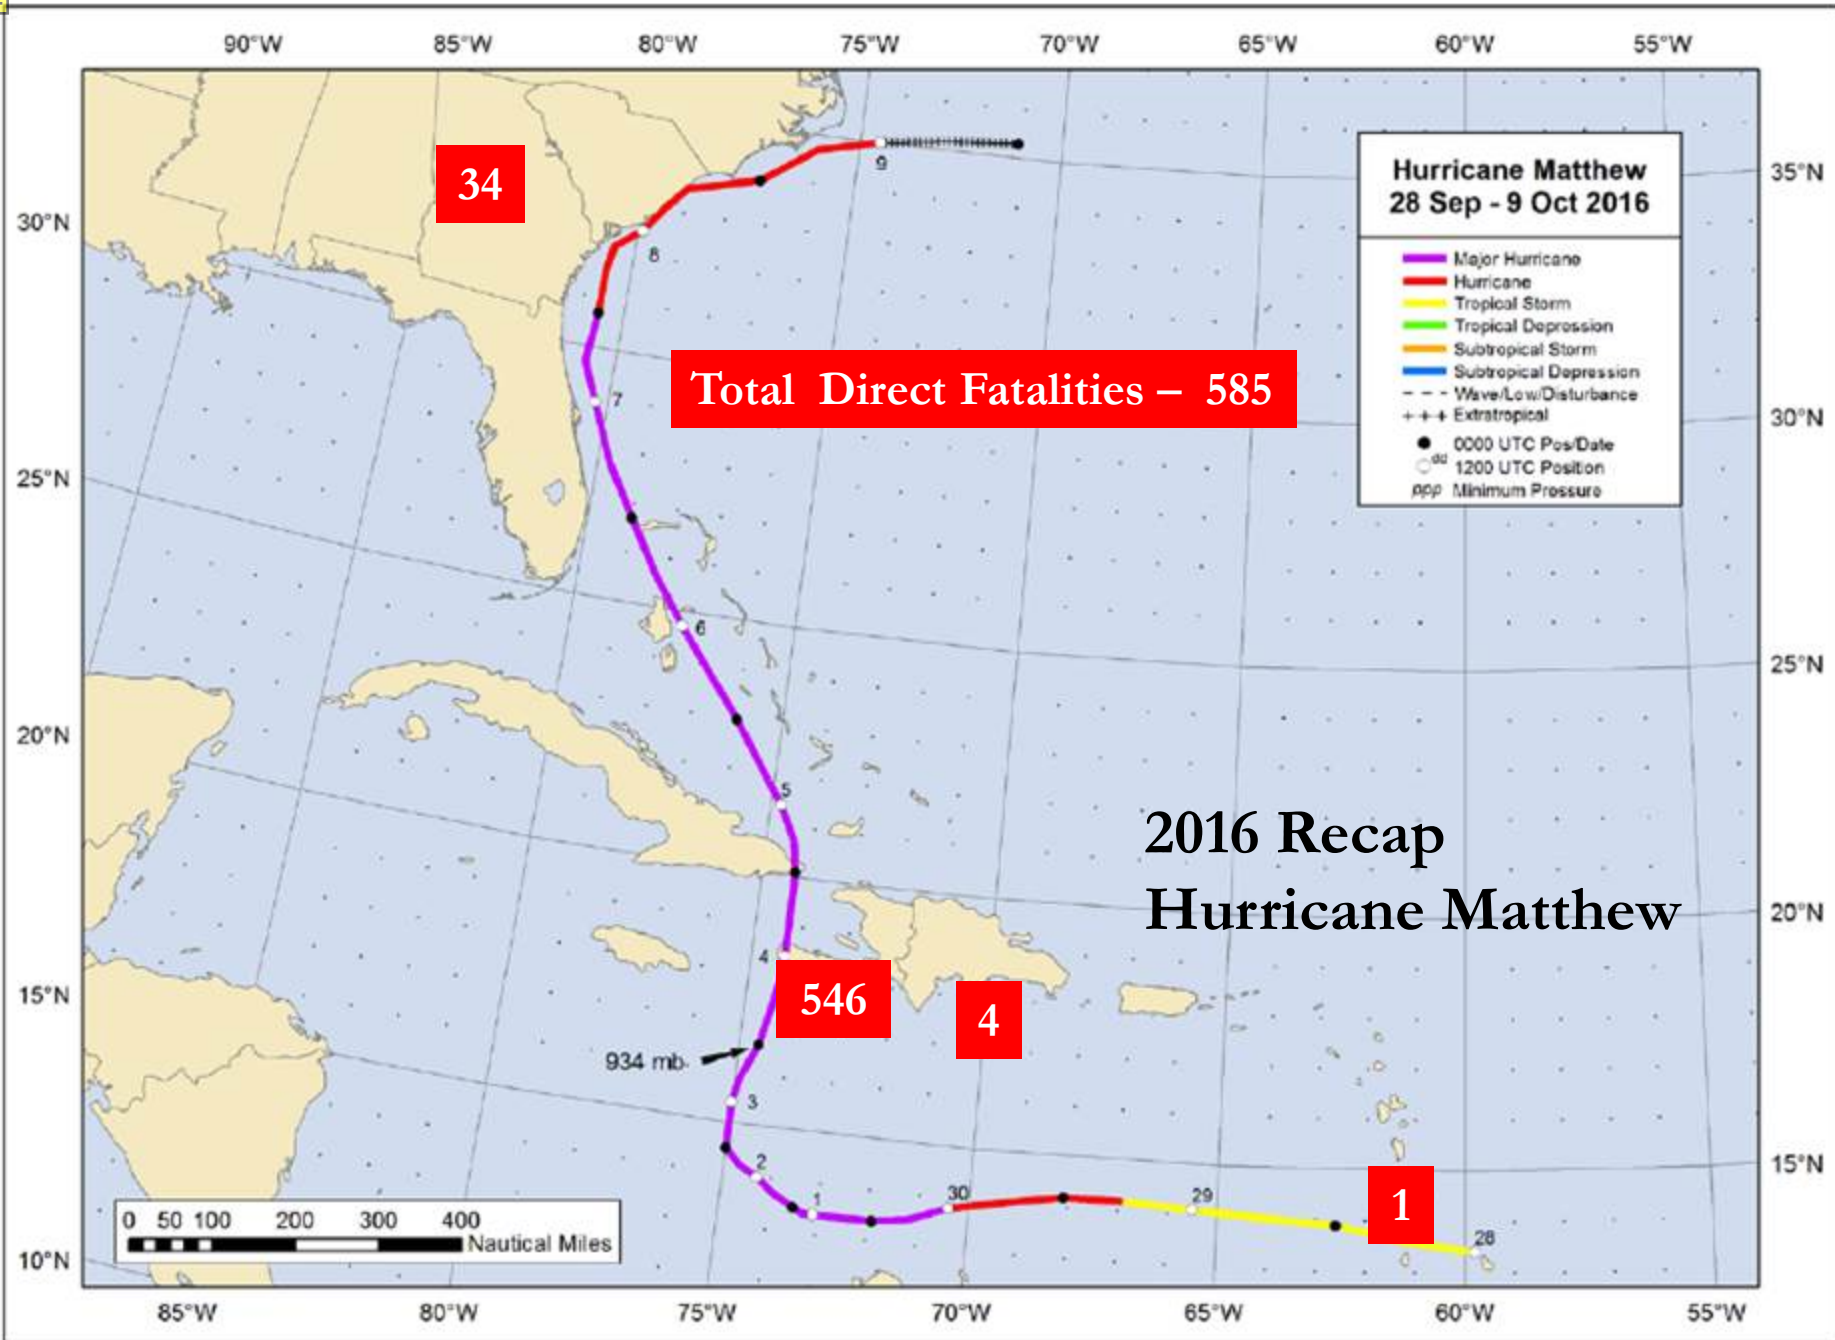 90°W 85°W 80°W 75°W 70°W 65°W 60°W 55°W
Hurricane Matthew
28 Sep - 9 Oct 2016
Major Hurricane
Hurricane
Tropical Storm
Tropical Depression
Subtropical Storm
Subtropical Depression
Wave/Low/Disturbance
+++ Extratropical
0000 UTC Pos/Date
dd 1200 UTC Position
ppp Minimum Pressure
35°N
30°N
25°N
20°N
15°N
30°N
25°N
20°N
15°N
10°N
34
9
8
Total Direct Fatalities – 585
7
6
5
2016 Recap
Hurricane Matthew
4
546
4
934 mb
3
2
1
30
29
28
1
0 50 100 200 300 400
Nautical Miles
85°W 80°W 75°W 70°W 65°W 60°W 55°W